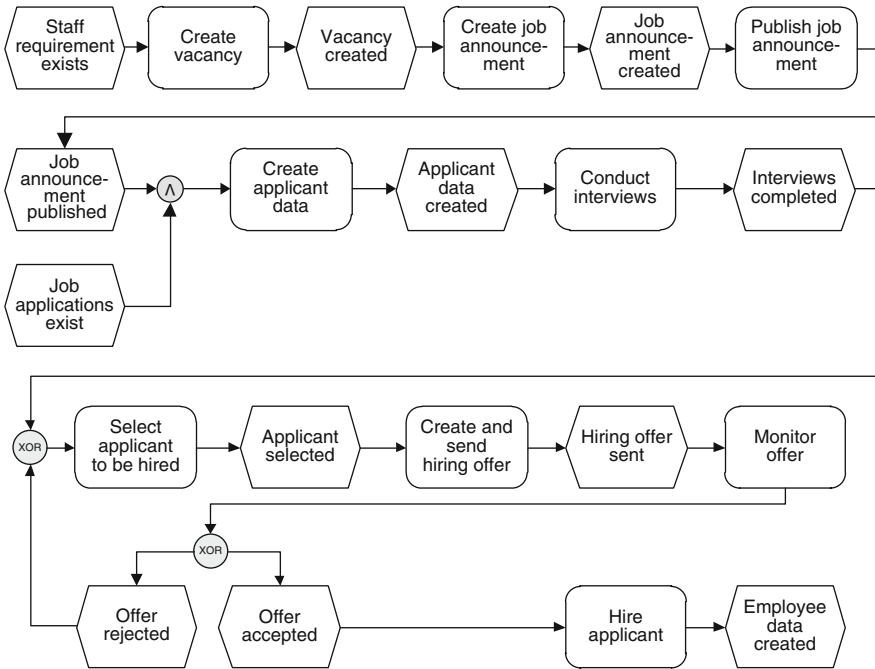 Staff
requirement
exists
Create
vacancy
Vacancy
created
Create job
announce-
ment
Job
announce-
ment
created
Publish job
announce-
ment
Job
announce-
ment
published
Λ
Create
applicant
data
Applicant
data
created
Conduct
interviews
Interviews
completed
Job
applications
exist
XOR
Select
applicant
to be hired
Applicant
selected
Create and
send
hiring offer
Hiring offer
sent
Monitor
offer
XOR
Offer
rejected
Offer
accepted
Hire
applicant
Employee
data
created